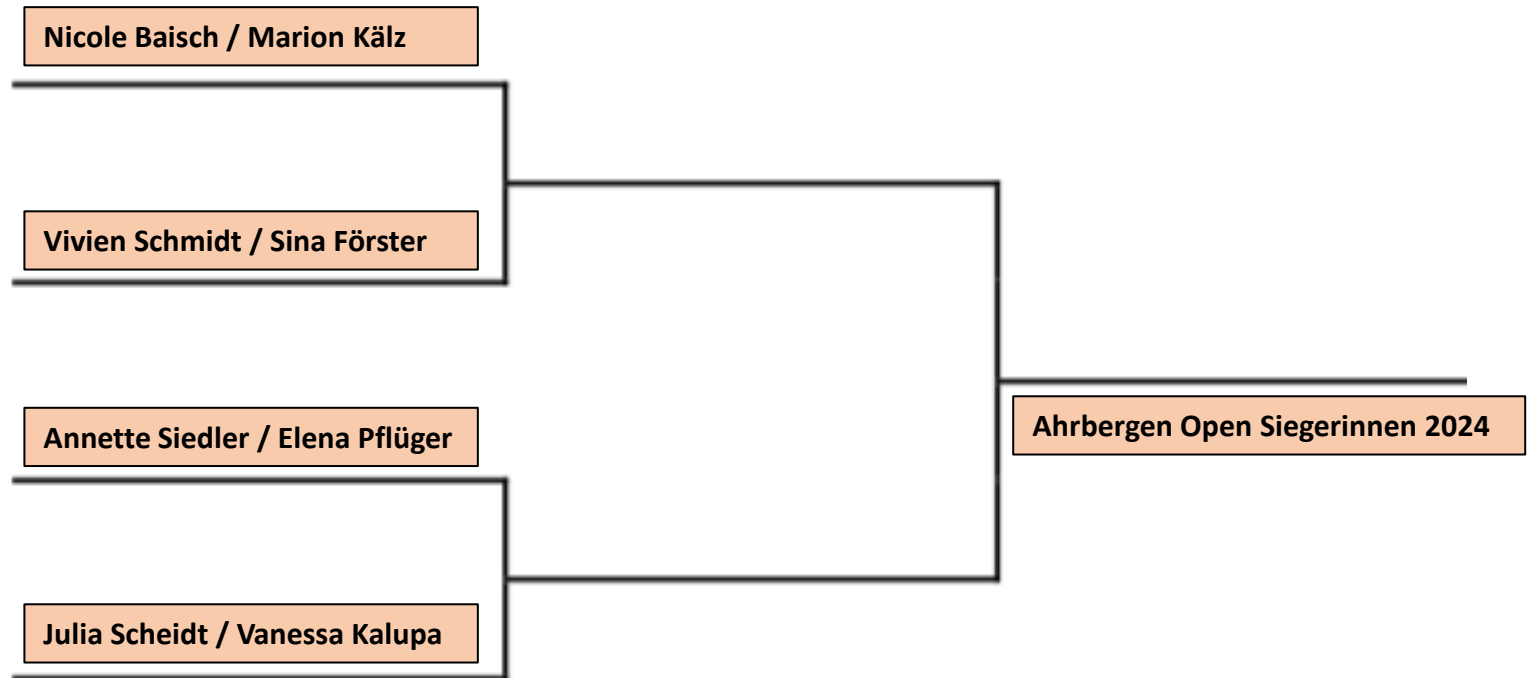 Nicole Baisch / Marion Kälz
Vivien Schmidt / Sina Förster
Annette Siedler / Elena Pflüger
Ahrbergen Open Siegerinnen 2024
Julia Scheidt / Vanessa Kalupa